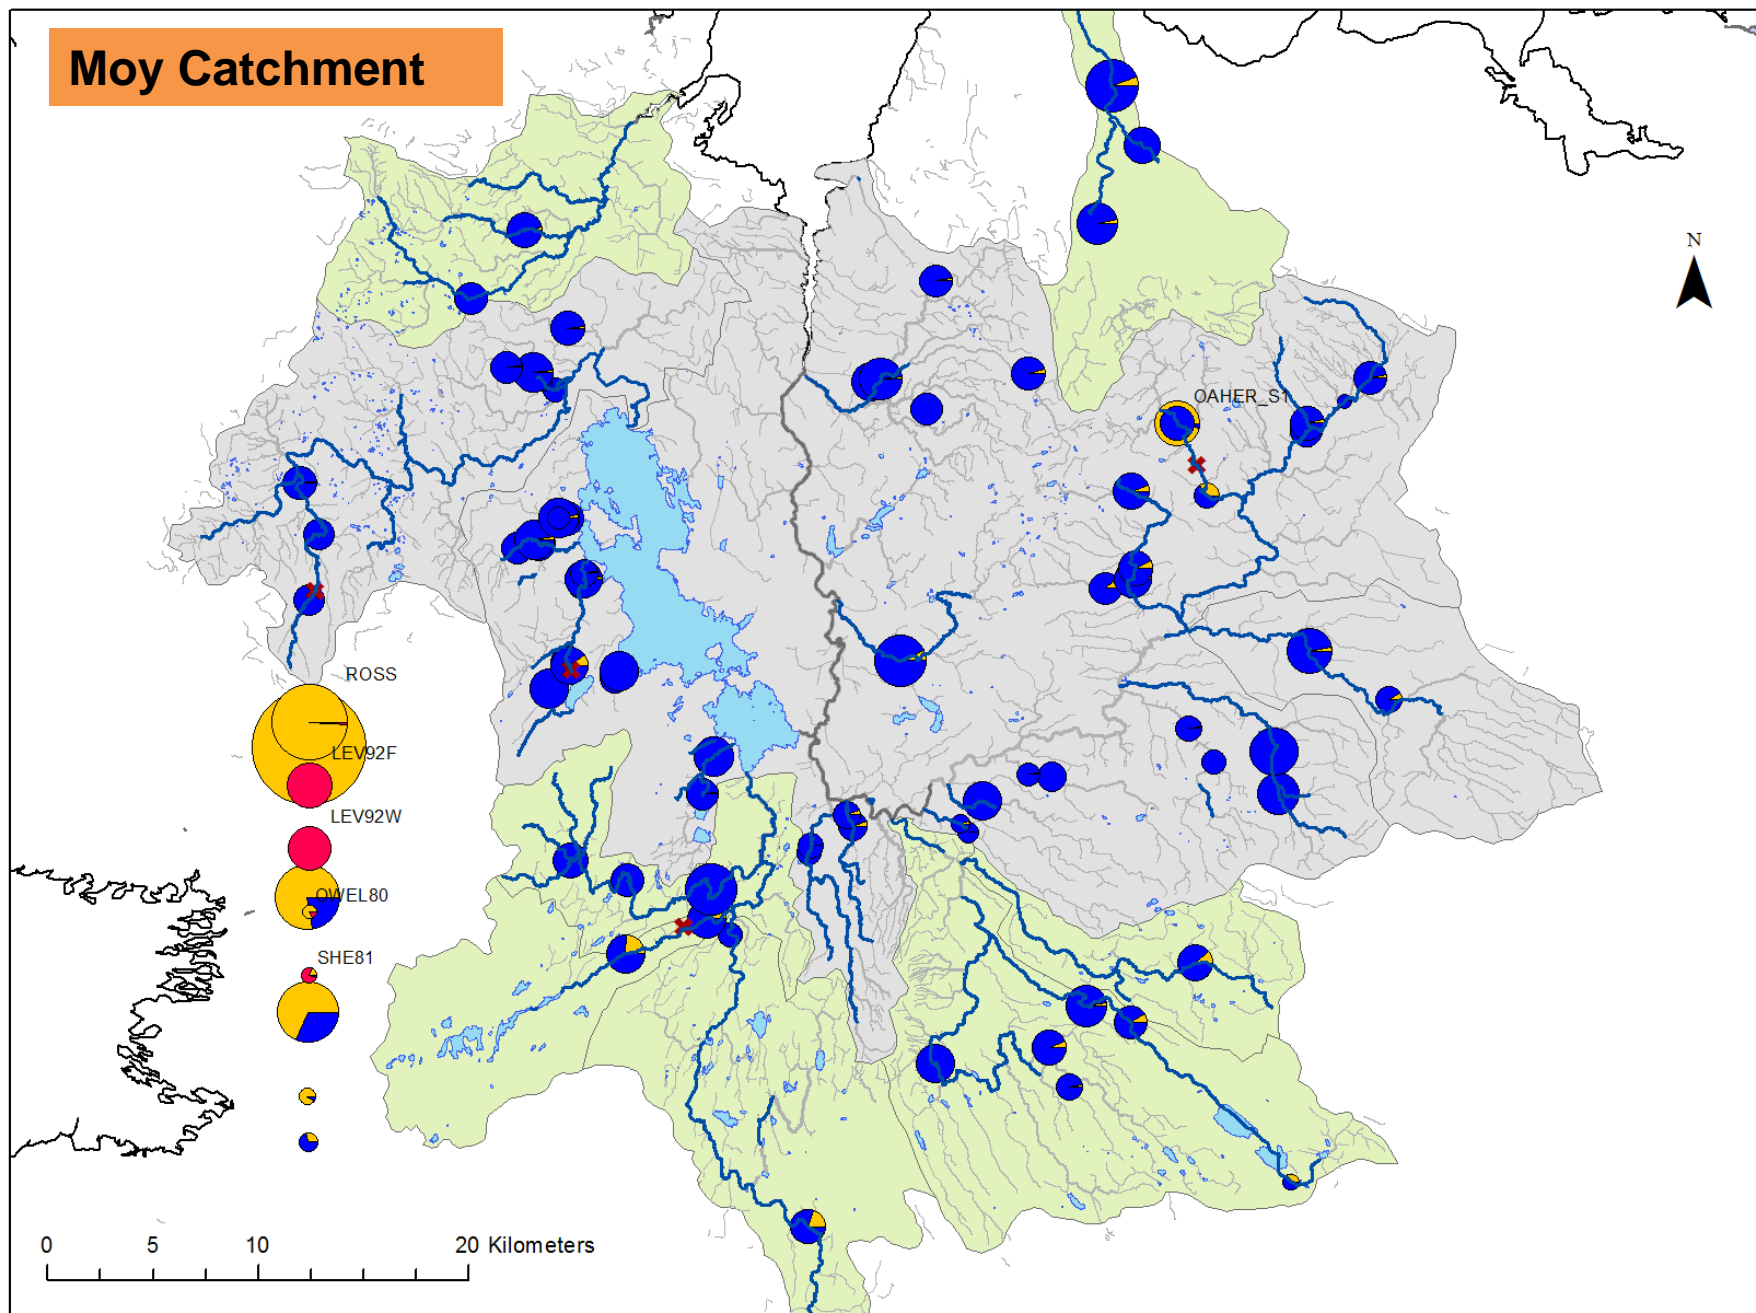 Moy Catchment
N
OAHER_S1
ROSS
LEV92F
LEV92W
OWEL80
SHE81
0 5 10 20 Kilometers